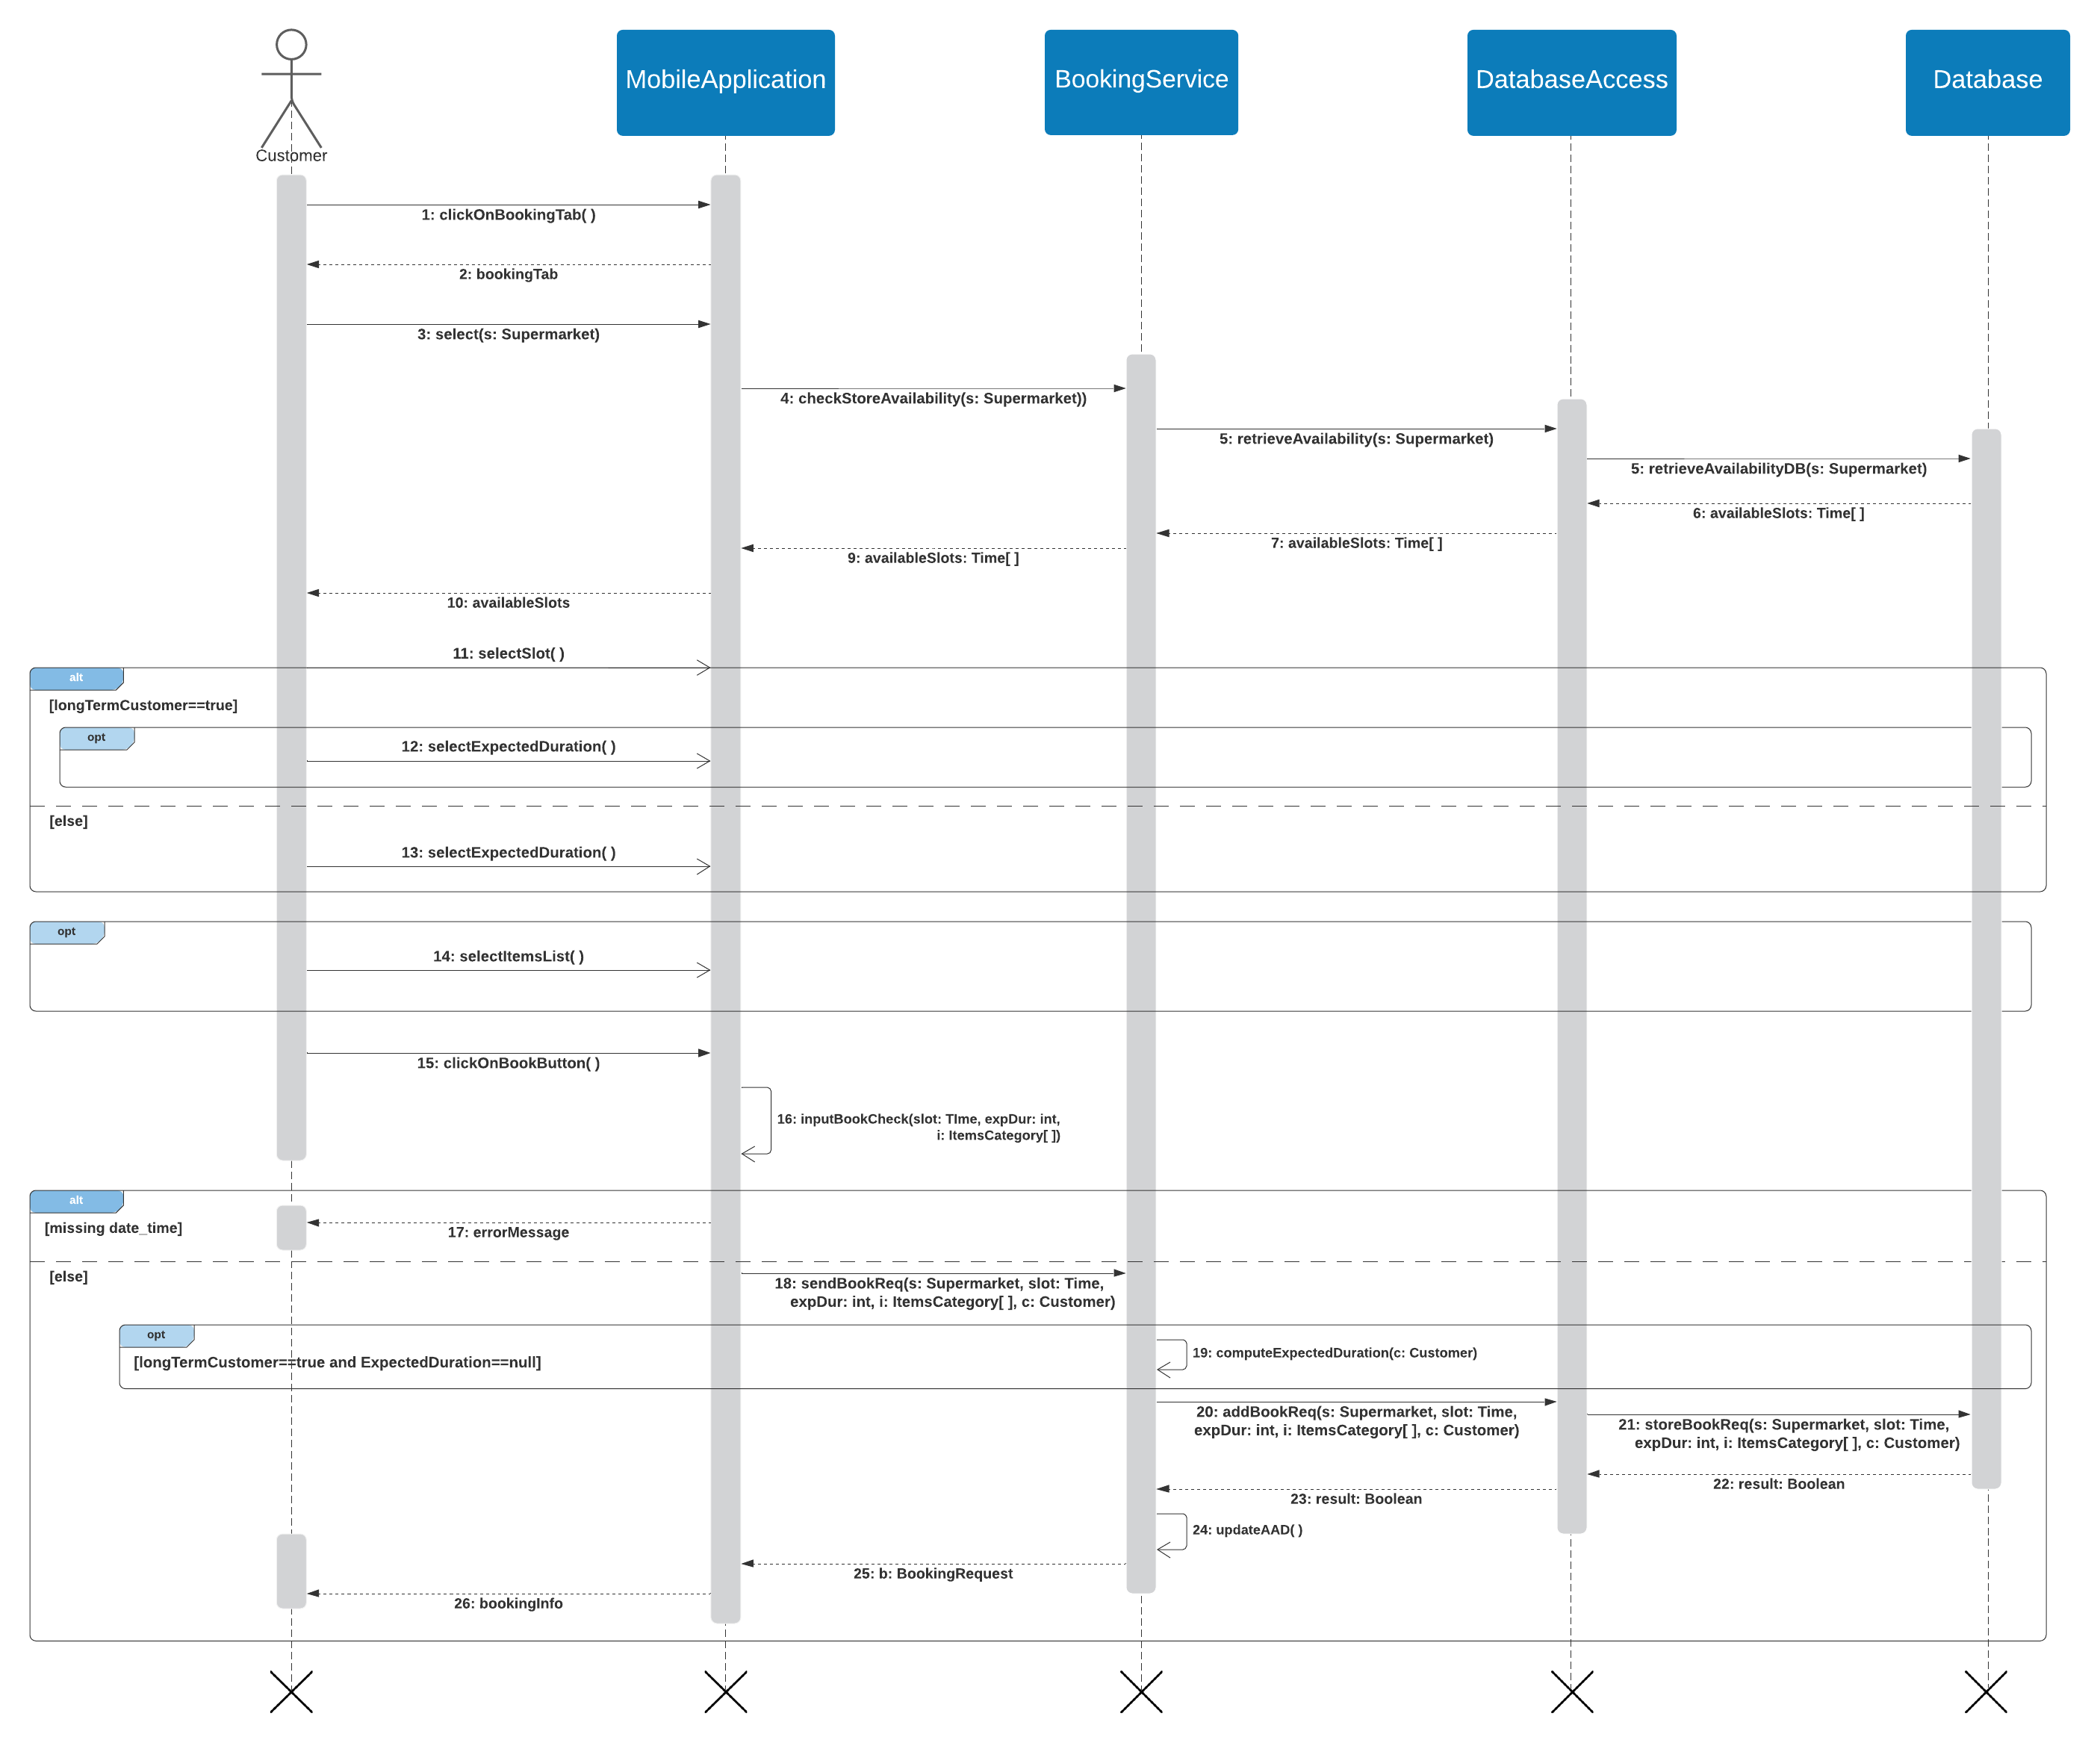 MobileApplication
BookingService
DatabaseAccess
Database
Customer
1: clickOnBookingTab( )
2: bookingTab
3: select(s: Supermarket)
4: checkStoreAvailability(s: Supermarket))
5: retrieveAvailability(s: Supermarket)
5: retrieveAvailabilityDB(s: Supermarket)
6: availableSlots: Time[ ]
7: availableSlots: Time[ ]
9: availableSlots: Time[ ]
10: availableSlots
11: selectSlot( )
alt
[longTermCustomer==true]
opt
12: selectExpectedDuration( )
[else]
13: selectExpectedDuration( )
opt
14: selectItemsList( )
15: clickOnBookButton( )
16: inputBookCheck(slot: TIme, expDur: int,
i: ItemsCategory[ ])
alt
[missing date_time]
17: errorMessage
[else]
18: sendBookReq(s: Supermarket, slot: Time,
expDur: int, i: ItemsCategory[ ], c: Customer)
opt
[longTermCustomer==true and ExpectedDuration==null]
19: computeExpectedDuration(c: Customer)
20: addBookReq(s: Supermarket, slot: Time,
expDur: int, i: ItemsCategory[ ], c: Customer)
21: storeBookReq(s: Supermarket, slot: Time,
expDur: int, i: ItemsCategory[ ], c: Customer)
22: result: Boolean
23: result: Boolean
24: updateAAD( )
25: b: BookingRequest
26: bookingInfo